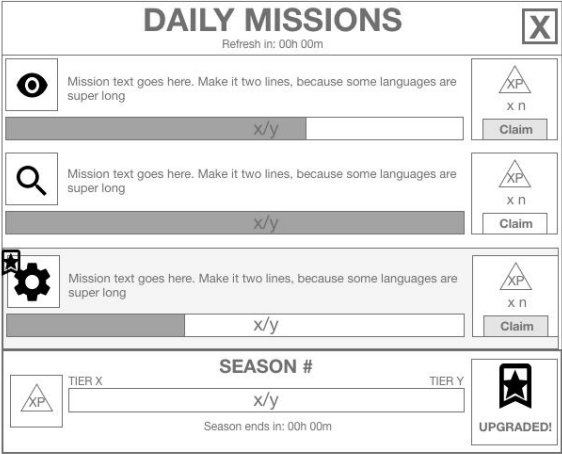 DAILY MISSIONS
X
Refresh in: 00h 00m
Mission text goes here. Make it two lines, because some languages are
super long
XP
x n
x/y
Claim
Mission text goes here. Make it two lines, because some languages are
super long
XP
x n
x/y
Claim
Mission text goes here. Make it two lines, because some languages are
super long
XP
x n
x/y
Claim
SEASON #
TIER X
TIER Y
XP
x/y
Season ends in: 00h 00m
UPGRADED!